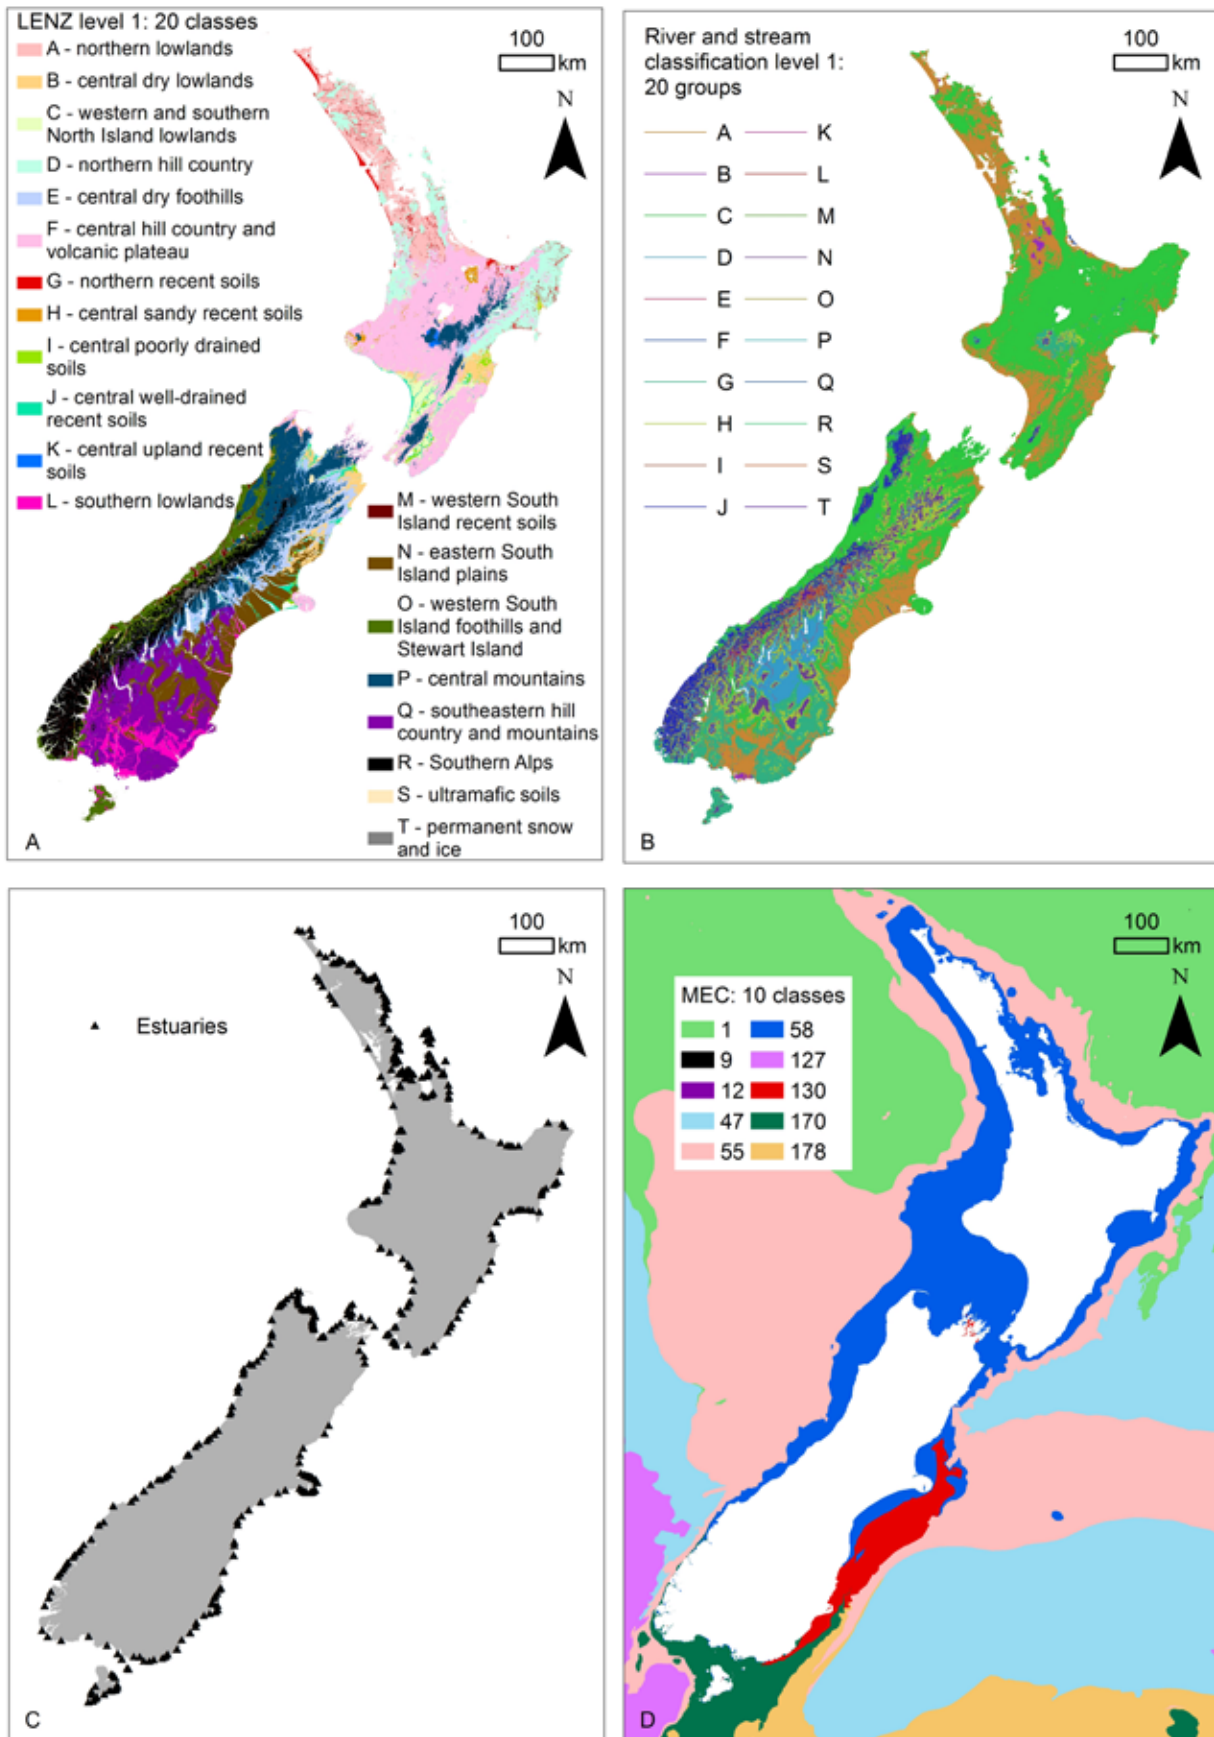 LENZ level 1: 20 classes
A - northern lowlands
B - central dry lowlands
C - western and southern
North Island lowlands
D - northern hill country
E - central dry foothills
F - central hill country and
volcanic plateau
G - northern recent soils
H - central sandy recent soils
I - central poorly drained
soils
J - central well-drained
recent soils
K - central upland recent
soils
L - southern lowlands
M - western South
Island recent soils
N - eastern South
Island plains
O - western South
Island foothills and
Stewart Island
P - central mountains
Q - southeastern hill
country and mountains
R - Southern Alps
S - ultramafic soils
T - permanent snow
and ice
100
km
N
A
River and stream
classification level 1:
20 groups
A
B
C
D
E
F
G
H
I
J
K
L
M
N
O
P
Q
R
S
T
100
km
N
B
Estuaries
100
km
N
C
MEC: 10 classes
1
9
12
47
55
58
127
130
170
178
100
km
N
D